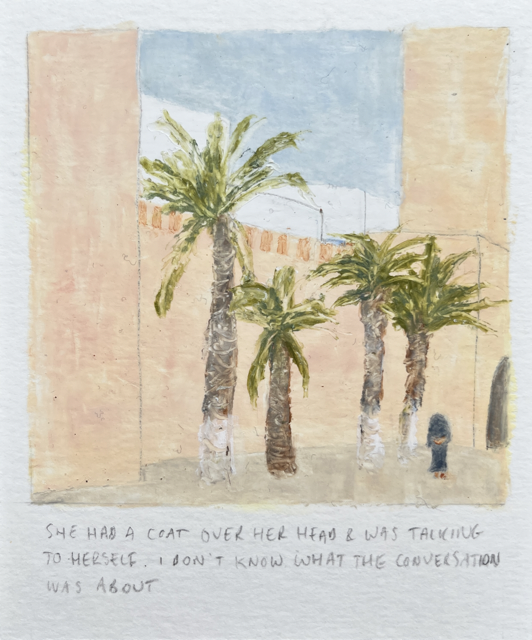 SHE HAD A COAT OVER HER HEAD & WAS TALKING
TO HERSELF. I DON'T KNOW WHAT THE CONVERSATION
WAS ABOUT